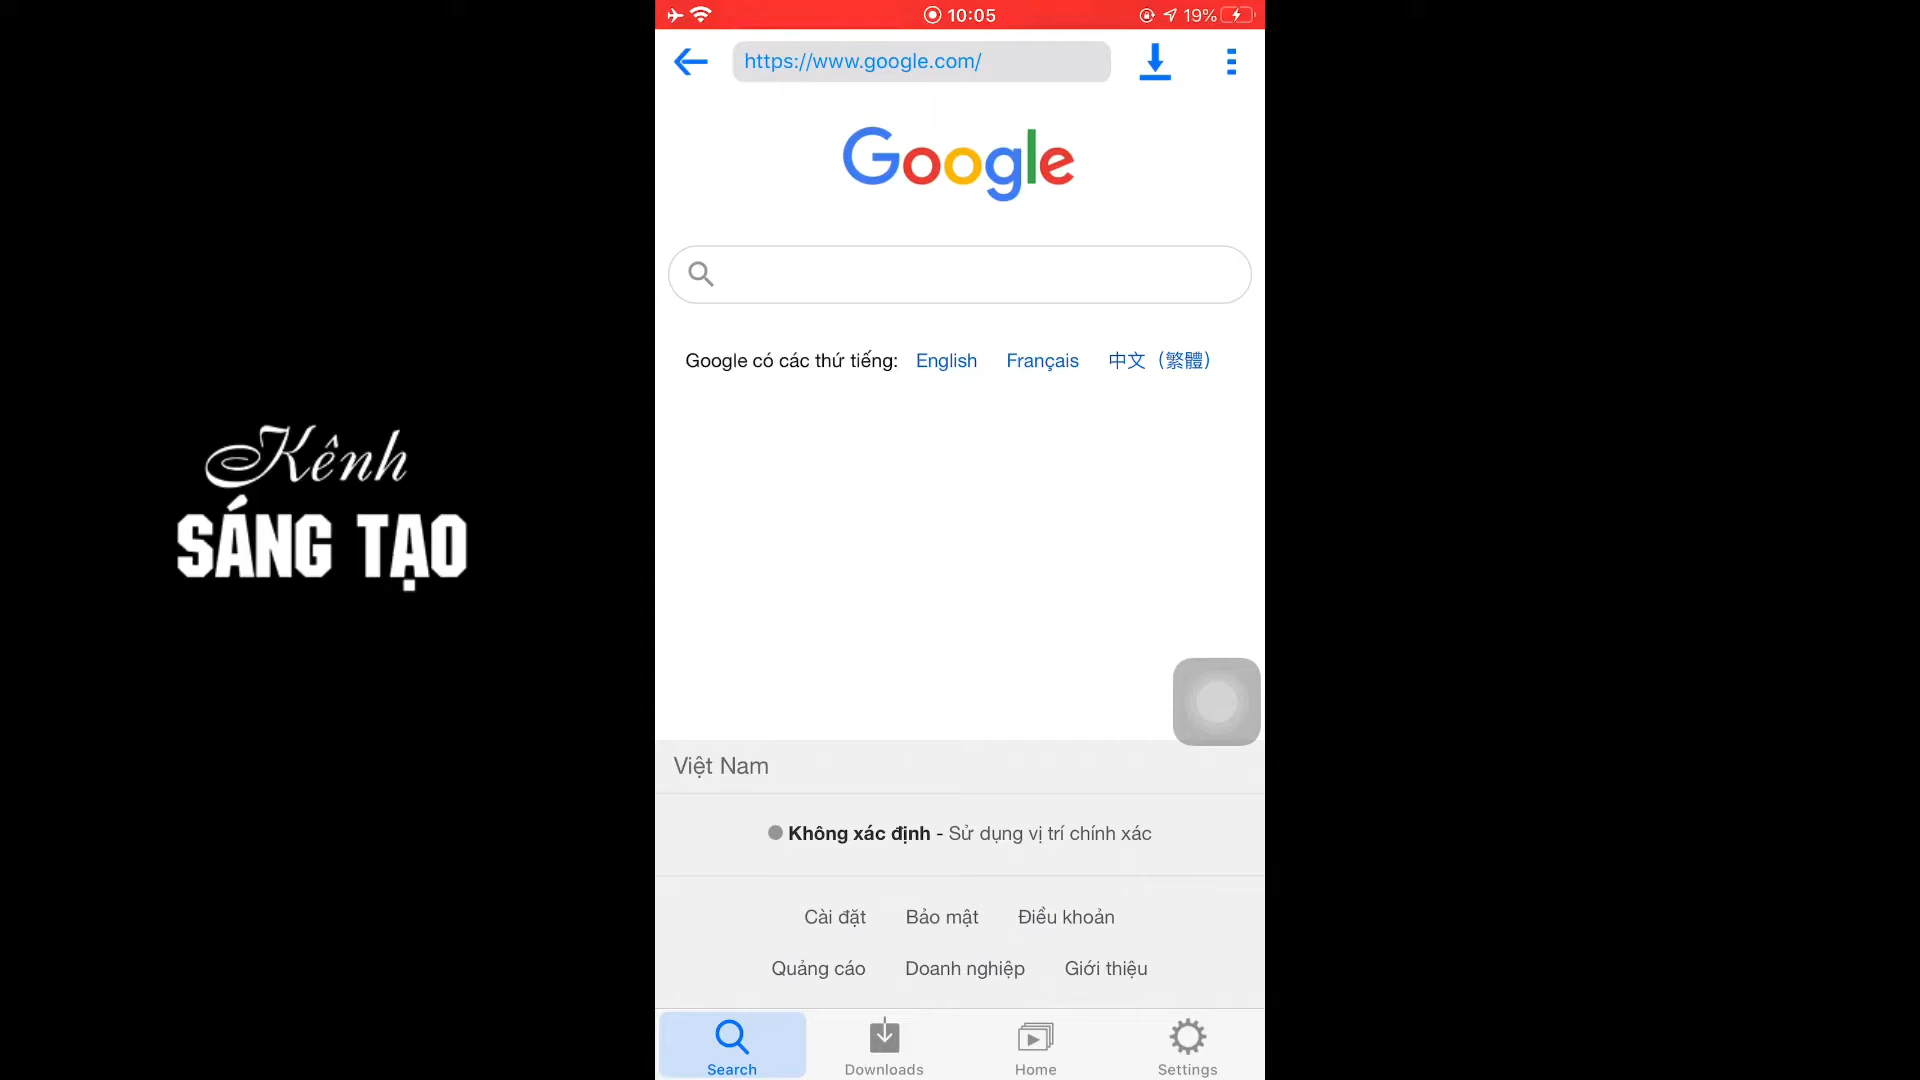 10:05
19%
https://www.google.com/
Google
Google có các thứ tiếng: English Français 中文（繁體）
Kênh
SÁNG TẠO
Việt Nam
Không xác định - Sử dụng vị trí chính xác
Cài đặt Bảo mật Điều khoản
Quảng cáo Doanh nghiệp Giới thiệu
Search Downloads Home Settings